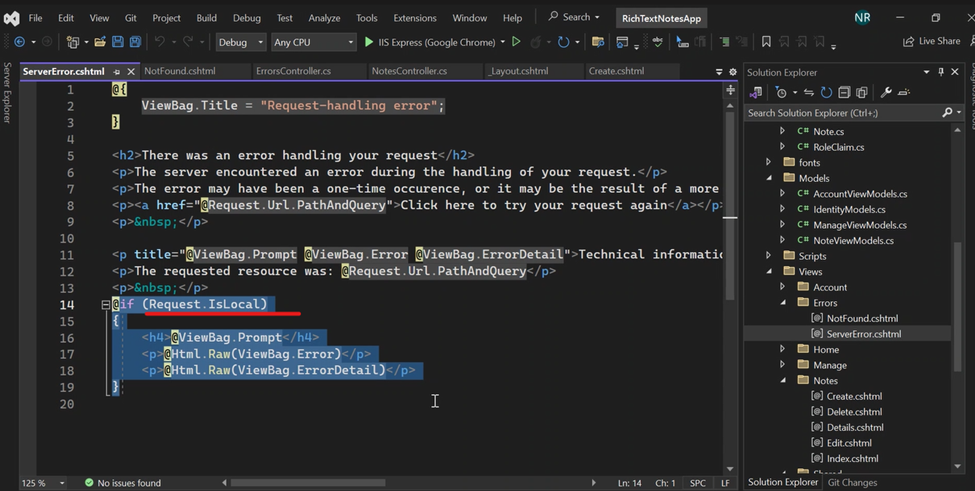 File Edit View Git Project Build Debug Test Analyze Tools Extensions Window Help Search RichTextNotesApp NR
Debug Any CPU IIS Express (Google Chrome) Live Share
Server Explorer
ServerError.cshtml NotFound.cshtml ErrorsController.cs NotesController.cs _Layout.cshtml Create.cshtml
1 @{
2 ViewBag.Title = "Request-handling error";
3 }
4
5 <h2>There was an error handling your request</h2>
6 <p>The server encountered an error during the handling of your request.</p>
7 <p>The error may have been a one-time occurence, or it may be the result of a more
8 <p><a href="@Request.Url.PathAndQuery">Click here to try your request again</a></p>
9 <p>&nbsp;</p>
10
11 <p title="@ViewBag.Prompt @ViewBag.Error @ViewBag.ErrorDetail">Technical informatio
12 <p>The requested resource was: @Request.Url.PathAndQuery</p>
13 <p>&nbsp;</p>
14 @if (Request.IsLocal)
15 {
16 <h4>@ViewBag.Prompt</h4>
17 <p>@Html.Raw(ViewBag.Error)</p>
18 <p>@Html.Raw(ViewBag.ErrorDetail)</p>
19 }
20
125 % No issues found Ln: 14 Ch: 1 SPC LF
Solution Explorer
Search Solution Explorer (Ctrl+;)
C# Note.cs
C# RoleClaim.cs
fonts
Models
C# AccountViewModels.cs
C# IdentityModels.cs
C# ManageViewModels.cs
C# NoteViewModels.cs
Scripts
Views
Account
Errors
NotFound.cshtml
ServerError.cshtml
Home
Manage
Notes
Create.cshtml
Delete.cshtml
Details.cshtml
Edit.cshtml
Index.cshtml
Solution Explorer Git Changes